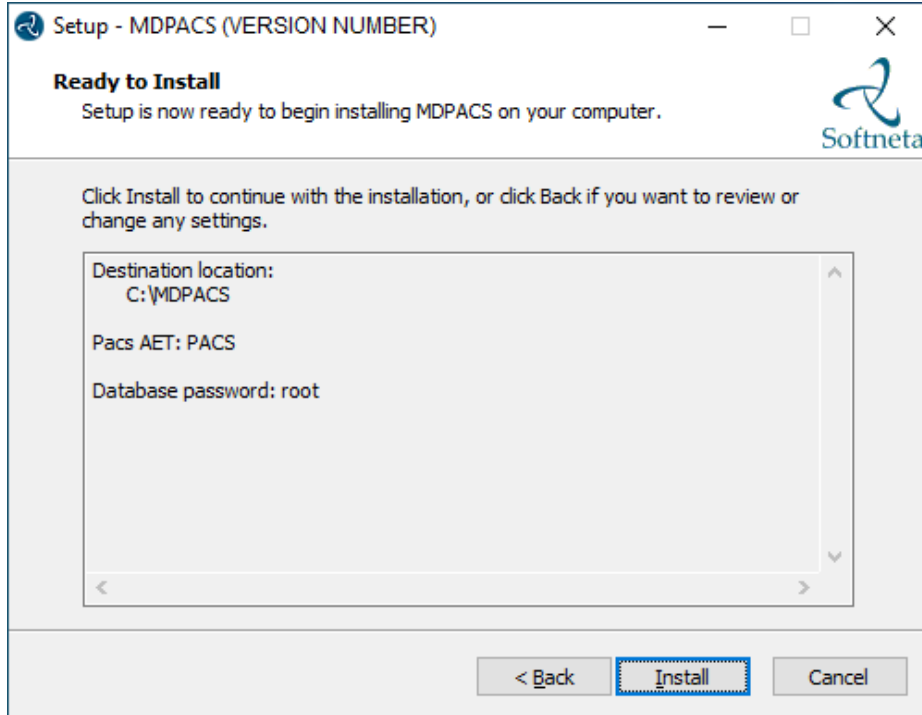 Setup - MDPACS (VERSION NUMBER)
Ready to Install
Setup is now ready to begin installing MDPACS on your computer.
Softneta
Click Install to continue with the installation, or click Back if you want to review or
change any settings.
Destination location:
C:\MDPACS
Pacs AET: PACS
Database password: root
< Back
Install
Cancel